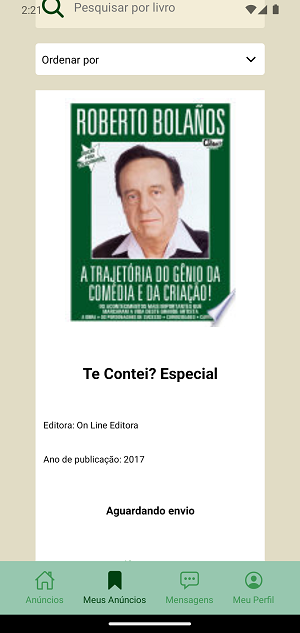 2:21
Pesquisar por livro
Ordenar por
ROBERTO BOLAÑOS
A TRAJETÓRIA DO GÊNIO DA
COMÉDIA E DA CRIAÇÃO!
Te Contei? Especial
Editora: On Line Editora
Ano de publicação: 2017
Aguardando envio
Anúncios
Meus Anúncios
Mensagens
Meu Perfil